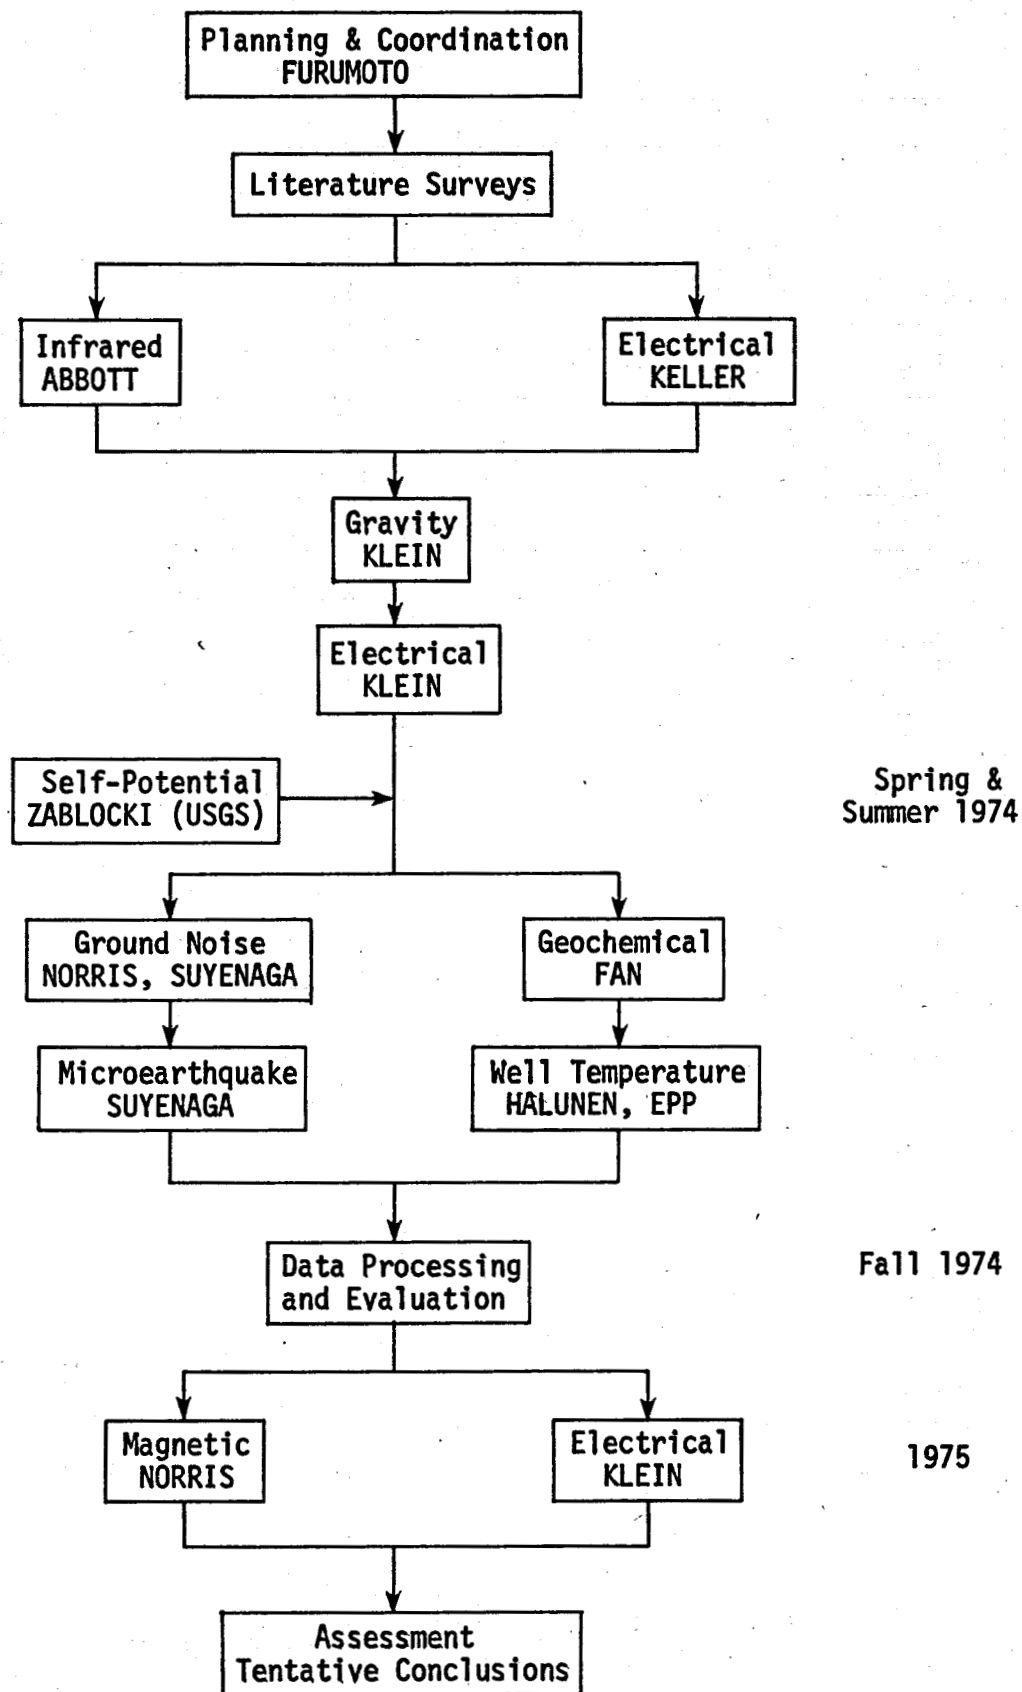 Planning & Coordination
FURUMOTO
Literature Surveys
Infrared
ABBOTT
Electrical
KELLER
Gravity
KLEIN
Electrical
KLEIN
Self-Potential
ZABLOCKI (USGS)
Spring &
Summer 1974
Ground Noise
NORRIS, SUYENAGA
Geochemical
FAN
Microearthquake
SUYENAGA
Well Temperature
HALUNEN, EPP
Data Processing
and Evaluation
Fall 1974
Magnetic
NORRIS
Electrical
KLEIN
1975
Assessment
Tentative Conclusions